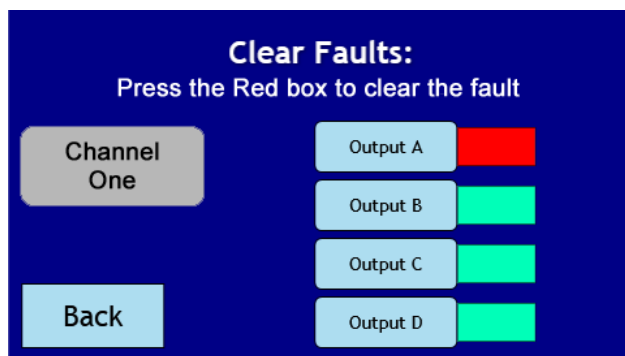 Clear Faults:
Press the Red box to clear the fault
Channel
One
Output A
Output B
Output C
Output D
Back